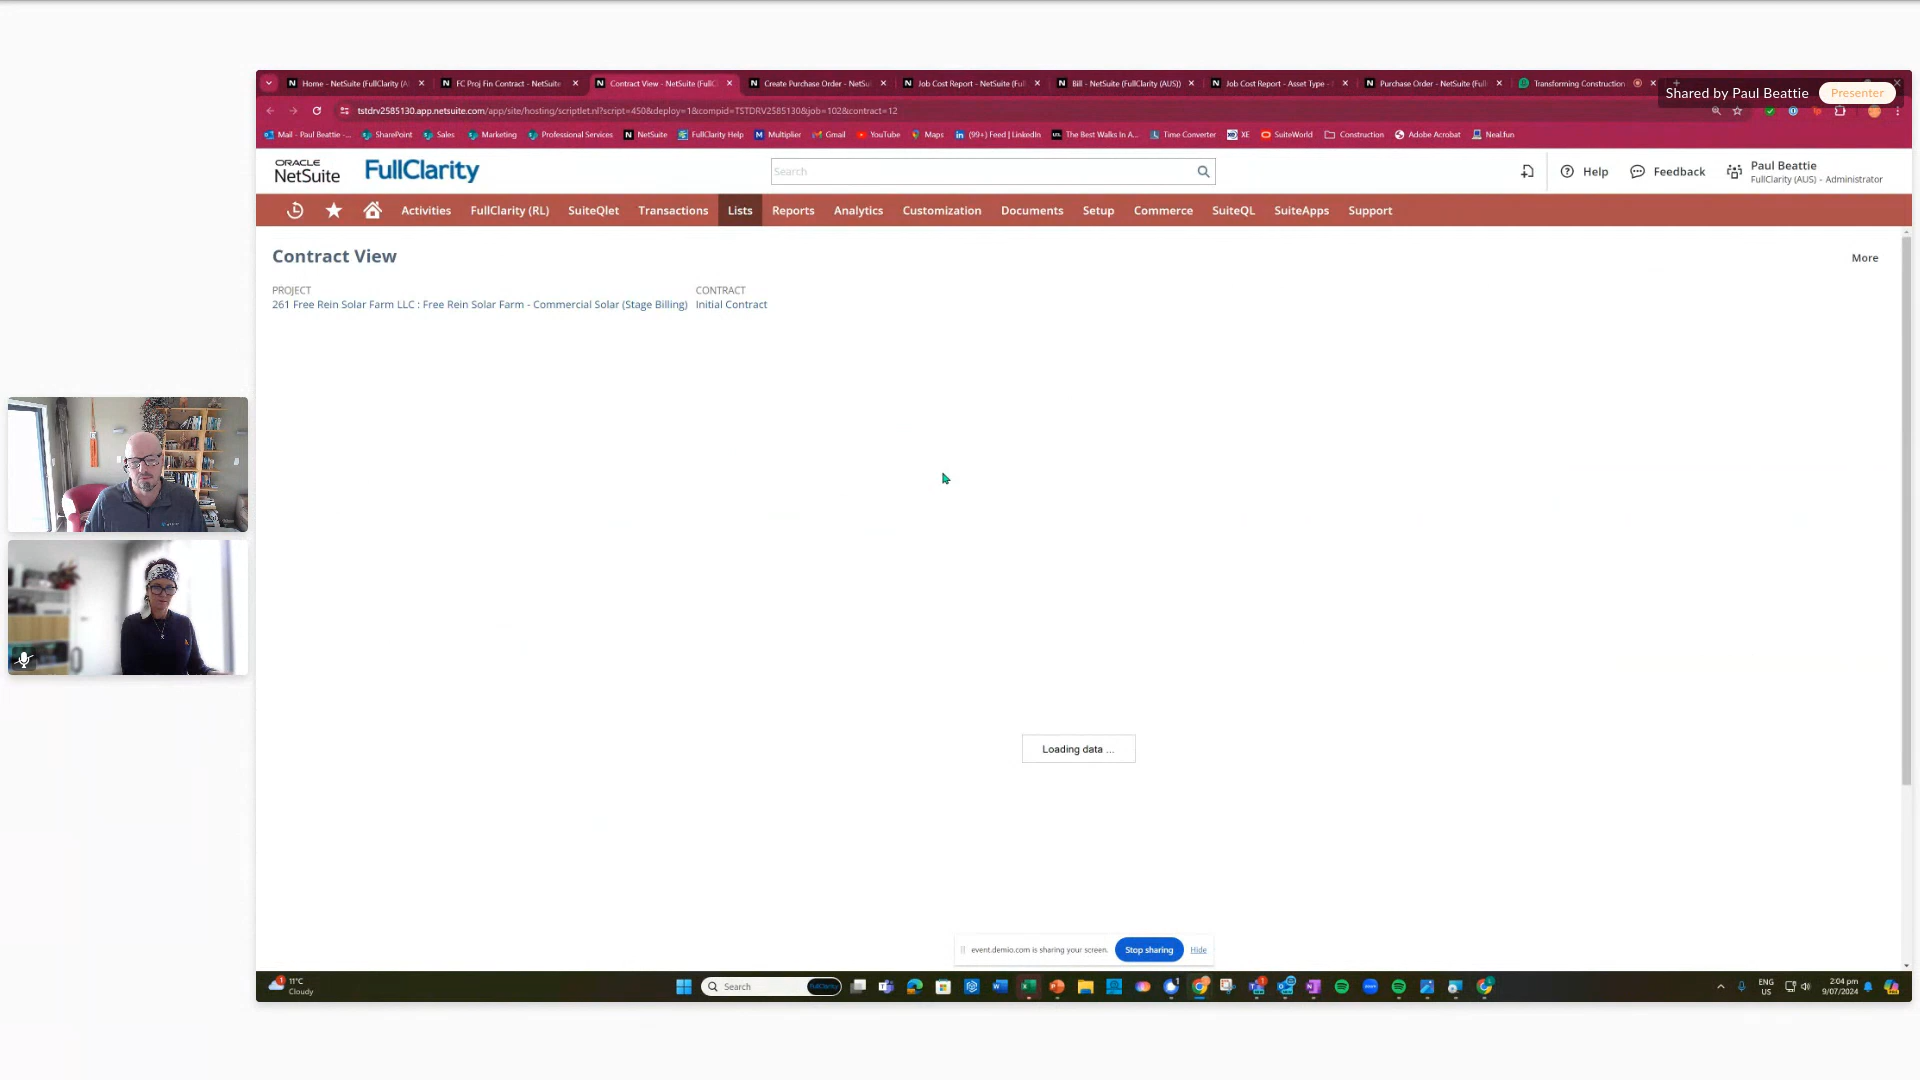 Home - NetSuite (FullClarity (A
FC Proj Fin Contract - NetSuite
Contract View - NetSuite (FullC
Create Purchase Order - NetSu
Job Cost Report - NetSuite (Ful
Bill - NetSuite (FullClarity (AUS))
Job Cost Report - Asset Type -
Purchase Order - NetSuite (Full
Transforming Construction
Shared by Paul Beattie
Presenter
tstdrv2585130.app.netsuite.com/app/site/hosting/scriptlet.nl?script=450&deploy=1&compid=TSTDRV2585130&job=102&contract=12
Mail - Paul Beattie -...
SharePoint
Sales
Marketing
Professional Services
NetSuite
FullClarity Help
Multiplier
Gmail
YouTube
Maps
(99+) Feed | LinkedIn
The Best Walks In A...
Time Converter
XE
SuiteWorld
Construction
Adobe Acrobat
Neal.fun
ORACLE
NetSuite
FullClarity
Search
Help
Feedback
Paul Beattie
FullClarity (AUS) - Administrator
Activities
FullClarity (RL)
SuiteQlet
Transactions
Lists
Reports
Analytics
Customization
Documents
Setup
Commerce
SuiteQL
SuiteApps
Support
Contract View
More
PROJECT
CONTRACT
261 Free Rein Solar Farm LLC : Free Rein Solar Farm - Commercial Solar (Stage Billing)
Initial Contract
Loading data ...
event.demio.com is sharing your screen.
Stop sharing
Hide
11°C
Cloudy
Search
FullClarity
ENG
US
2:04 pm
9/07/2024